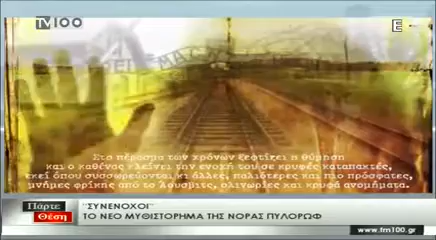 TV100
E
Στο πέρασμα των χρόνων ξεφτίζει η θύμηση
και ο καθένας κλείνει την ενοχή του σε κρυφές καταπακτές,
εκεί όπου συσσωρεύονται κι άλλες, παλιότερες και πιο πρόσφατες,
μνήμες φρίκης από το Άουσβιτς, ολιγωρίες και κρυφά ανομήματα.
Πάρτε
Θέση
"ΣΥΝΕΝΟΧΟΙ"
ΤΟ ΝΕΟ ΜΥΘΙΣΤΟΡΗΜΑ ΤΗΣ ΝΟΡΑΣ ΠΥΛΟΡΩΦ
www.fm100.gr